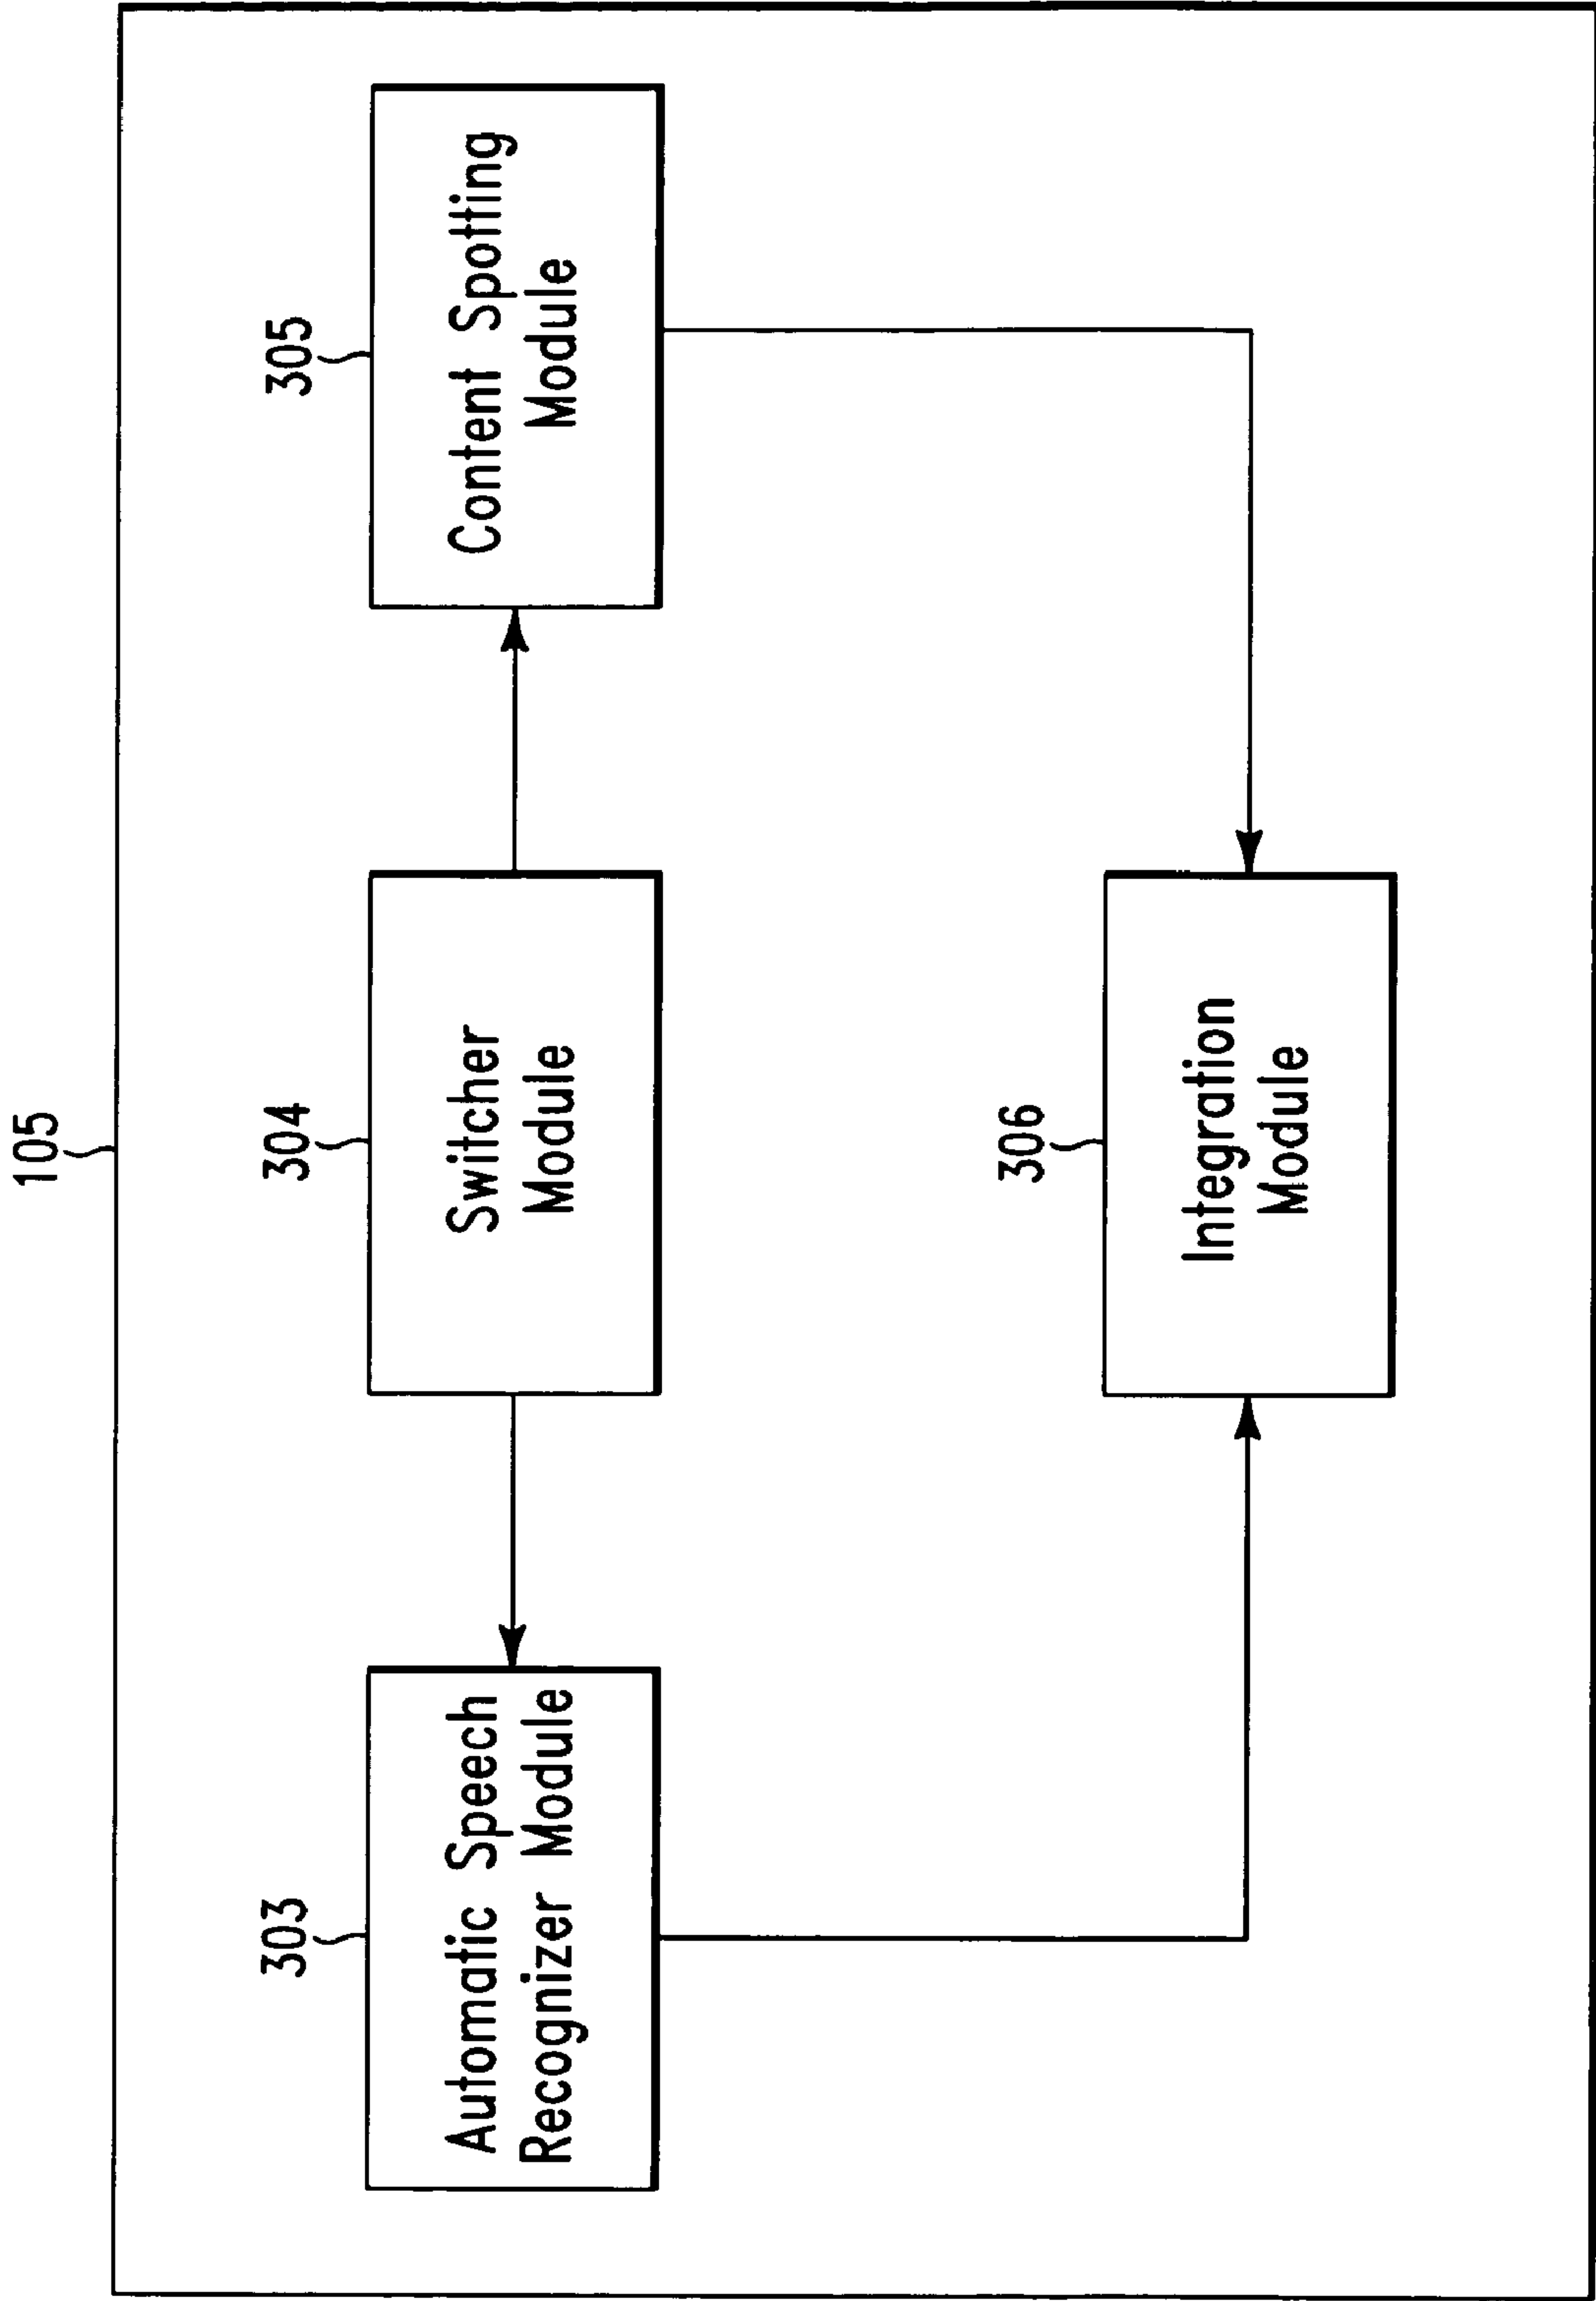 105
303
Automatic Speech
Recognizer Module
304
Switcher
Module
305
Content Spotting
Module
306
Integration
Module